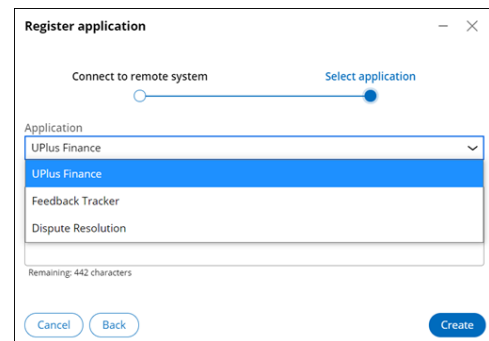 Register application
Connect to remote system
Select application
Application
UPlus Finance
UPlus Finance
Feedback Tracker
Dispute Resolution
Remaining: 442 characters
Cancel
Back
Create